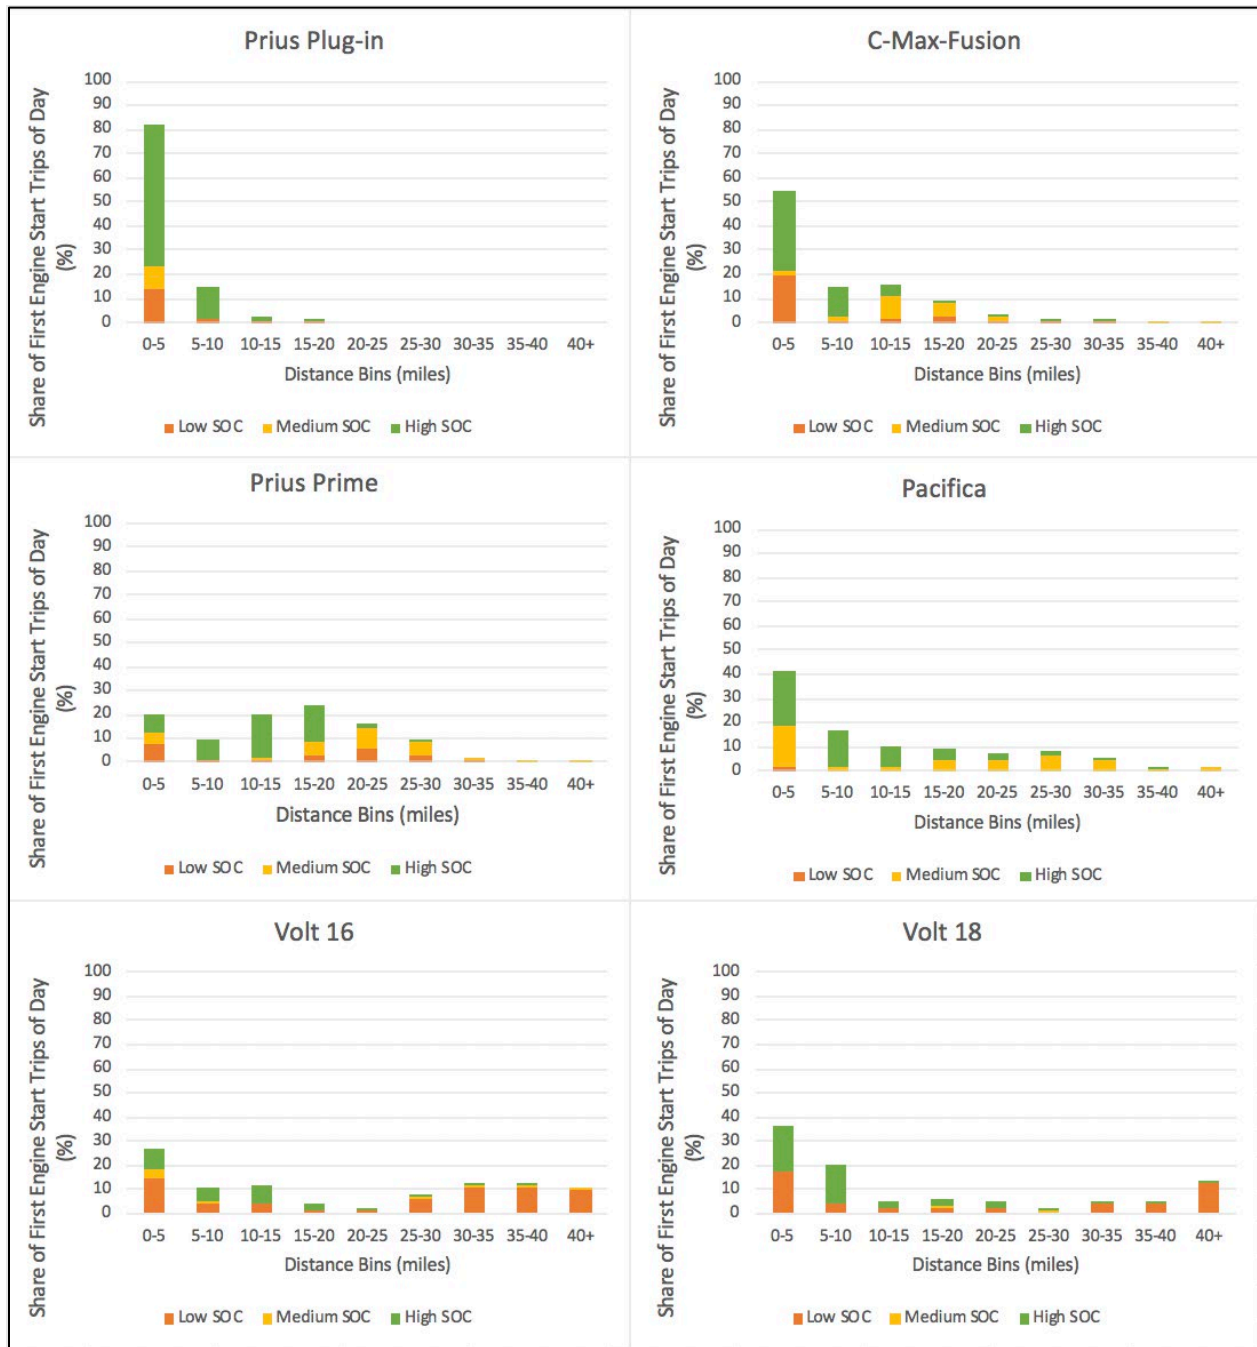 Prius Plug-in
Share of First Engine Start Trips of Day
(%)
100
90
80
70
60
50
40
30
20
10
0
0-5 5-10 10-15 15-20 20-25 25-30 30-35 35-40 40+
Distance Bins (miles)
Low SOC Medium SOC High SOC
C-Max-Fusion
Share of First Engine Start Trips of Day
(%)
100
90
80
70
60
50
40
30
20
10
0
0-5 5-10 10-15 15-20 20-25 25-30 30-35 35-40 40+
Distance Bins (miles)
Low SOC Medium SOC High SOC
Prius Prime
Share of First Engine Start Trips of Day
(%)
100
90
80
70
60
50
40
30
20
10
0
0-5 5-10 10-15 15-20 20-25 25-30 30-35 35-40 40+
Distance Bins (miles)
Low SOC Medium SOC High SOC
Pacifica
Share of First Engine Start Trips of Day
(%)
100
90
80
70
60
50
40
30
20
10
0
0-5 5-10 10-15 15-20 20-25 25-30 30-35 35-40 40+
Distance Bins (miles)
Low SOC Medium SOC High SOC
Volt 16
Share of First Engine Start Trips of Day
(%)
100
90
80
70
60
50
40
30
20
10
0
0-5 5-10 10-15 15-20 20-25 25-30 30-35 35-40 40+
Distance Bins (miles)
Low SOC Medium SOC High SOC
Volt 18
Share of First Engine Start Trips of Day
(%)
100
90
80
70
60
50
40
30
20
10
0
0-5 5-10 10-15 15-20 20-25 25-30 30-35 35-40 40+
Distance Bins (miles)
Low SOC Medium SOC High SOC